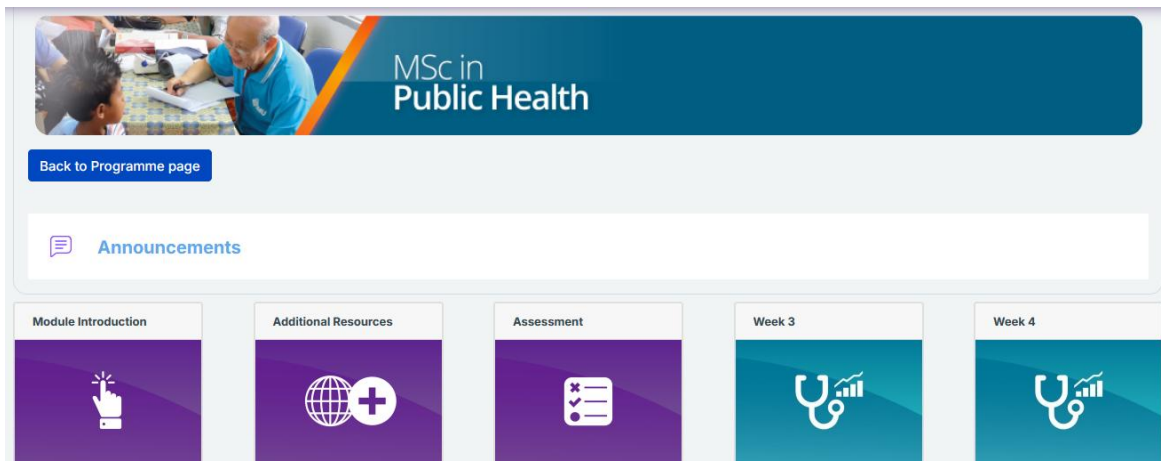 MSc in
Public Health
Back to Programme page
Announcements
Module Introduction
Additional Resources
Assessment
Week 3
Week 4